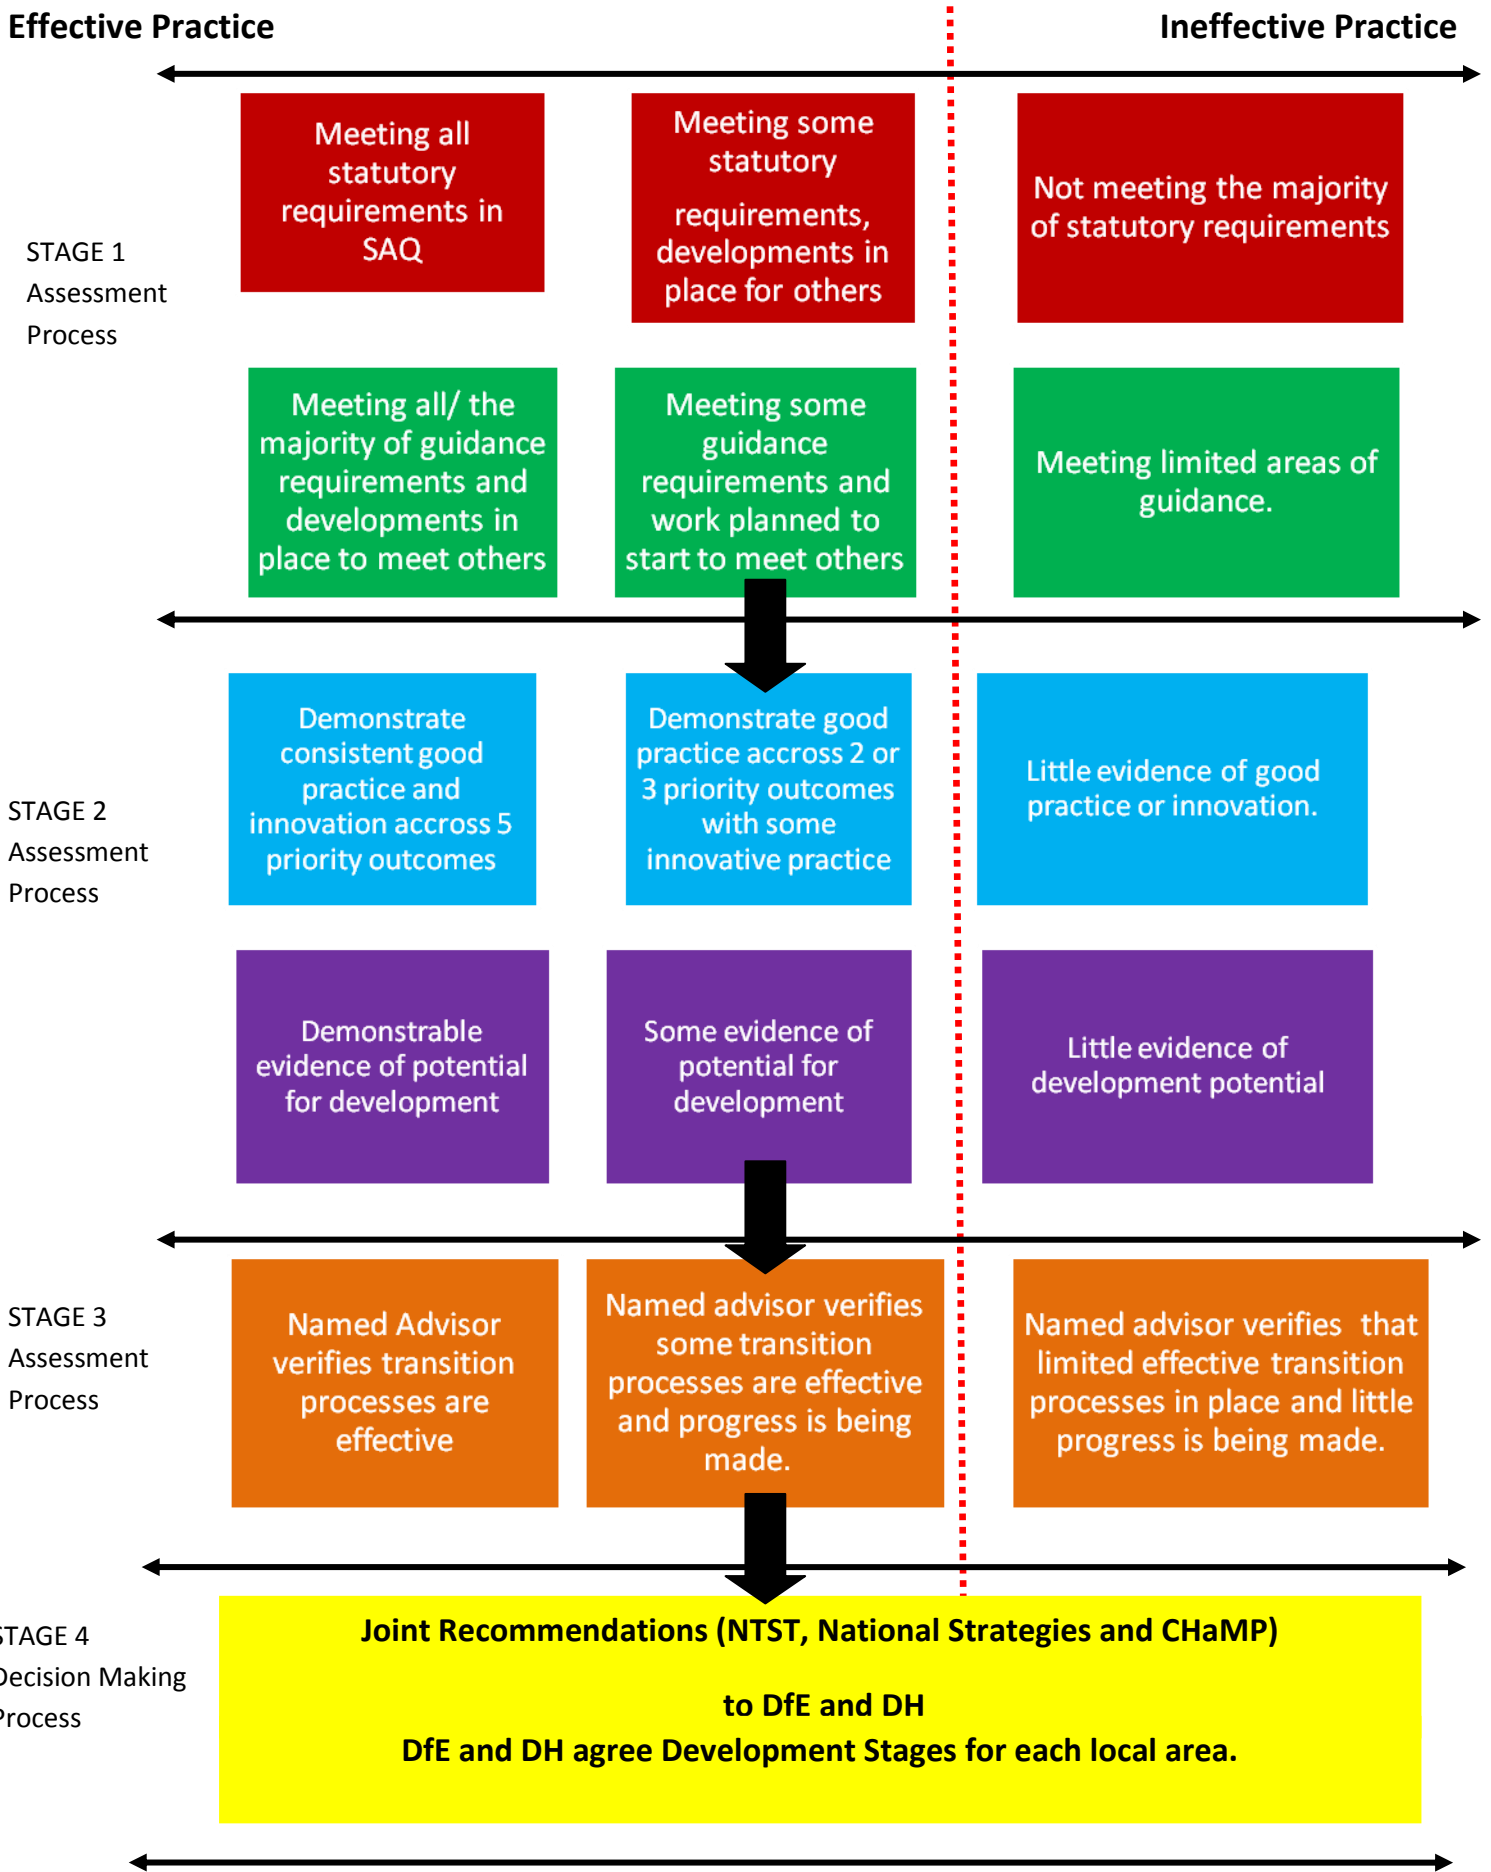 Effective Practice
Ineffective Practice
STAGE 1
Assessment
Process
Meeting all
statutory
requirements in
SAQ
Meeting some
statutory
requirements,
developments in
place for others
Not meeting the majority
of statutory requirements
Meeting all/ the
majority of guidance
requirements and
developments in
place to meet others
Meeting some
guidance
requirements and
work planned to
start to meet others
Meeting limited areas of
guidance.
STAGE 2
Assessment
Process
Demonstrate
consistent good
practice and
innovation accross 5
priority outcomes
Demonstrate good
practice accross 2 or
3 priority outcomes
with some
innovative practice
Little evidence of good
practice or innovation.
Demonstrable
evidence of potential
for development
Some evidence of
potential for
development
Little evidence of
development potential
STAGE 3
Assessment
Process
Named Advisor
verifies transition
processes are
effective
Named advisor verifies
some transition
processes are effective
and progress is being
made.
Named advisor verifies that
limited effective transition
processes in place and little
progress is being made.
STAGE 4
Decision Making
Process
Joint Recommendations (NTST, National Strategies and CHaMP)
to DfE and DH
DfE and DH agree Development Stages for each local area.